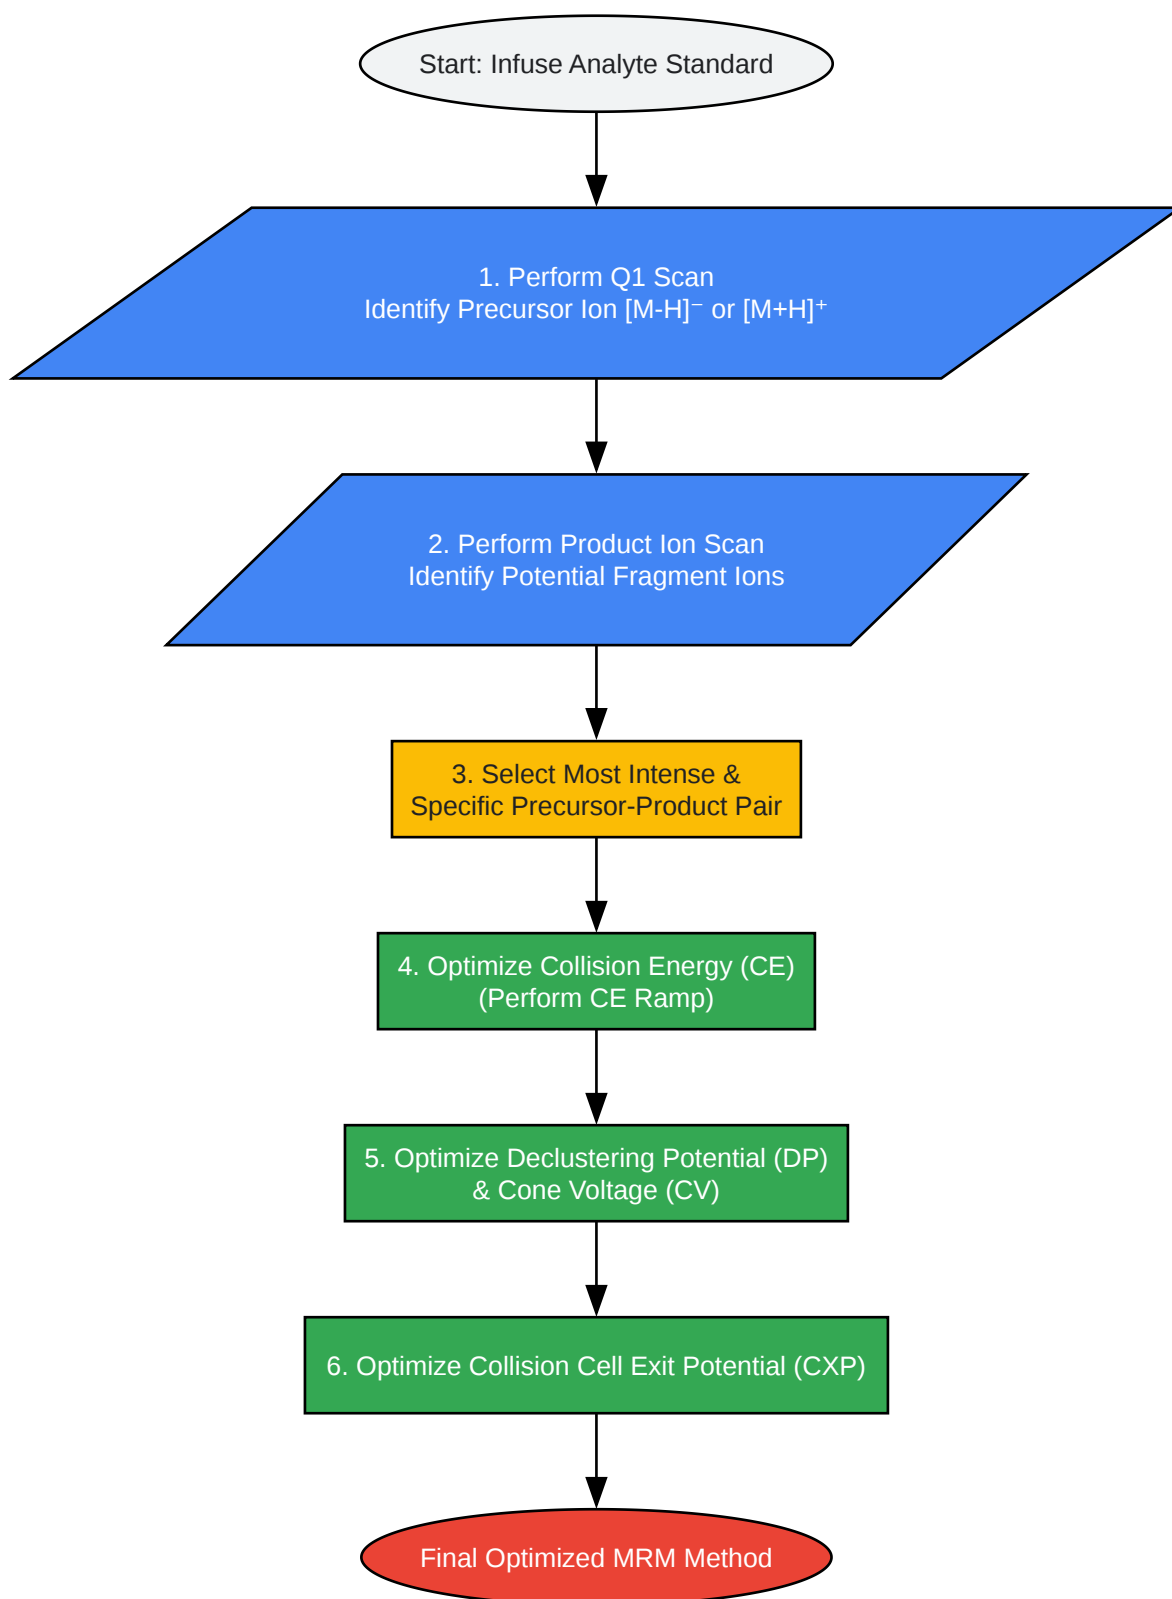 Start: Infuse Analyte Standard
1. Perform Q1 Scan
Identify Precursor Ion [M-H]⁻ or [M+H]⁺
2. Perform Product Ion Scan
Identify Potential Fragment Ions
3. Select Most Intense &
Specific Precursor-Product Pair
4. Optimize Collision Energy (CE)
(Perform CE Ramp)
5. Optimize Declustering Potential (DP)
& Cone Voltage (CV)
6. Optimize Collision Cell Exit Potential (CXP)
Final Optimized MRM Method